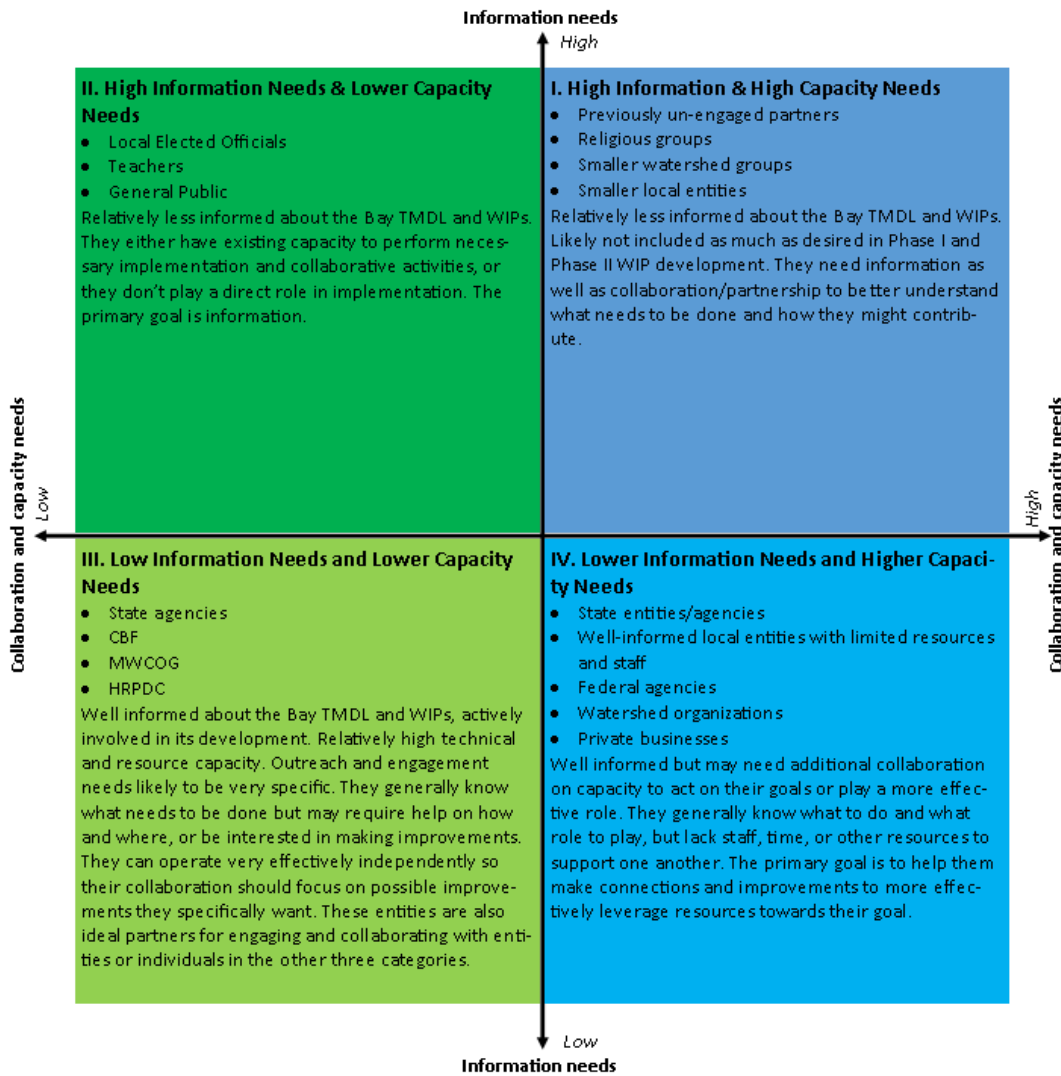 Information needs
High
II. High Information Needs & Lower Capacity
Needs
● Local Elected Officials
● Teachers
● General Public
Relatively less informed about the Bay TMDL and WIPs.
They either have existing capacity to perform neces-
sary implementation and collaborative activities, or
they don't play a direct role in implementation. The
primary goal is information.
I. High Information & High Capacity Needs
● Previously un-engaged partners
● Religious groups
● Smaller watershed groups
● Smaller local entities
Relatively less informed about the Bay TMDL and WIPs.
Likely not included as much as desired in Phase I and
Phase II WIP development. They need information as
well as collaboration/partnership to better understand
what needs to be done and how they might contrib-
ute.
Collaboration and capacity needs
Low
High
Collaboration and capacity needs
III. Low Information Needs and Lower Capacity
Needs
● State agencies
● CBF
● MWCOG
● HRPDC
Well informed about the Bay TMDL and WIPs, actively
involved in its development. Relatively high technical
and resource capacity. Outreach and engagement
needs likely to be very specific. They generally know
what needs to be done but may require help on how
and where, or be interested in making improvements.
They can operate very effectively independently so
their collaboration should focus on possible improve-
ments they specifically want. These entities are also
ideal partners for engaging and collaborating with enti-
ties or individuals in the other three categories.
IV. Lower Information Needs and Higher Capaci-
ty Needs
● State entities/agencies
● Well-informed local entities with limited resources
and staff
● Federal agencies
● Watershed organizations
● Private businesses
Well informed but may need additional collaboration
on capacity to act on their goals or play a more effec-
tive role. They generally know what to do and what
role to play, but lack staff, time, or other resources to
support one another. The primary goal is to help them
make connections and improvements to more effec-
tively leverage resources towards their goal.
Low
Information needs